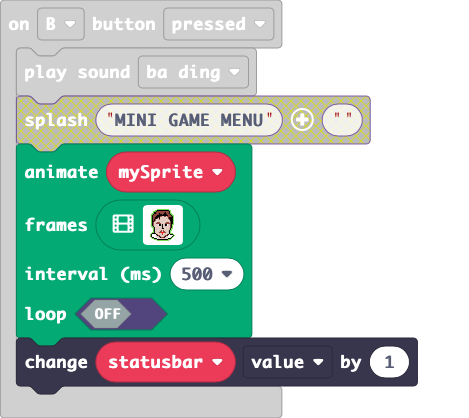 on B button pressed
play sound ba ding
splash "MINI GAME MENU" " "
animate mySprite
frames
interval (ms) 500
loop OFF
change statusbar value by 1